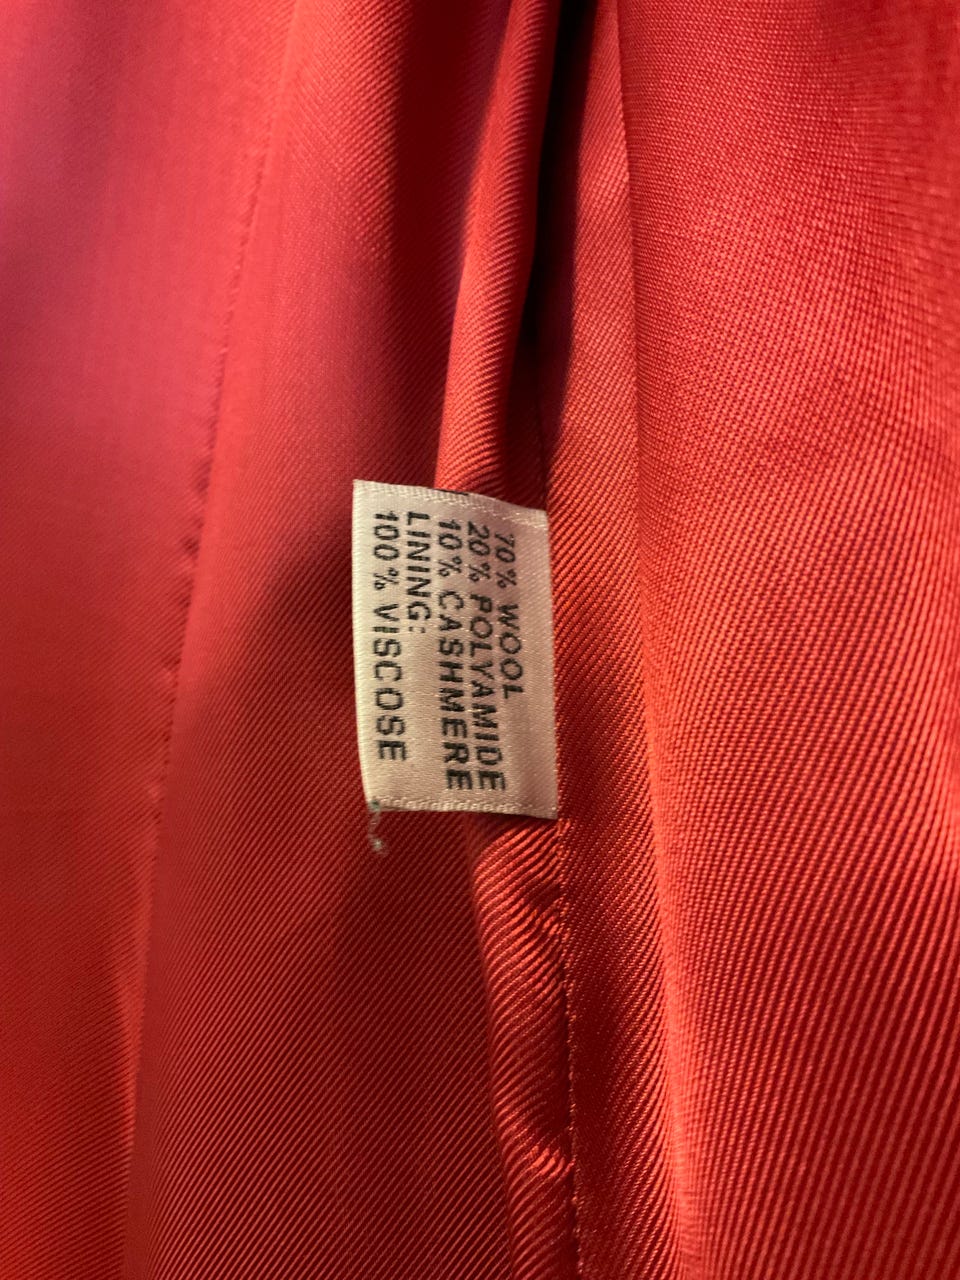 70% WOOL
20% POLYAMIDE
10% CASHMERE
LINING:
100% VISCOSE